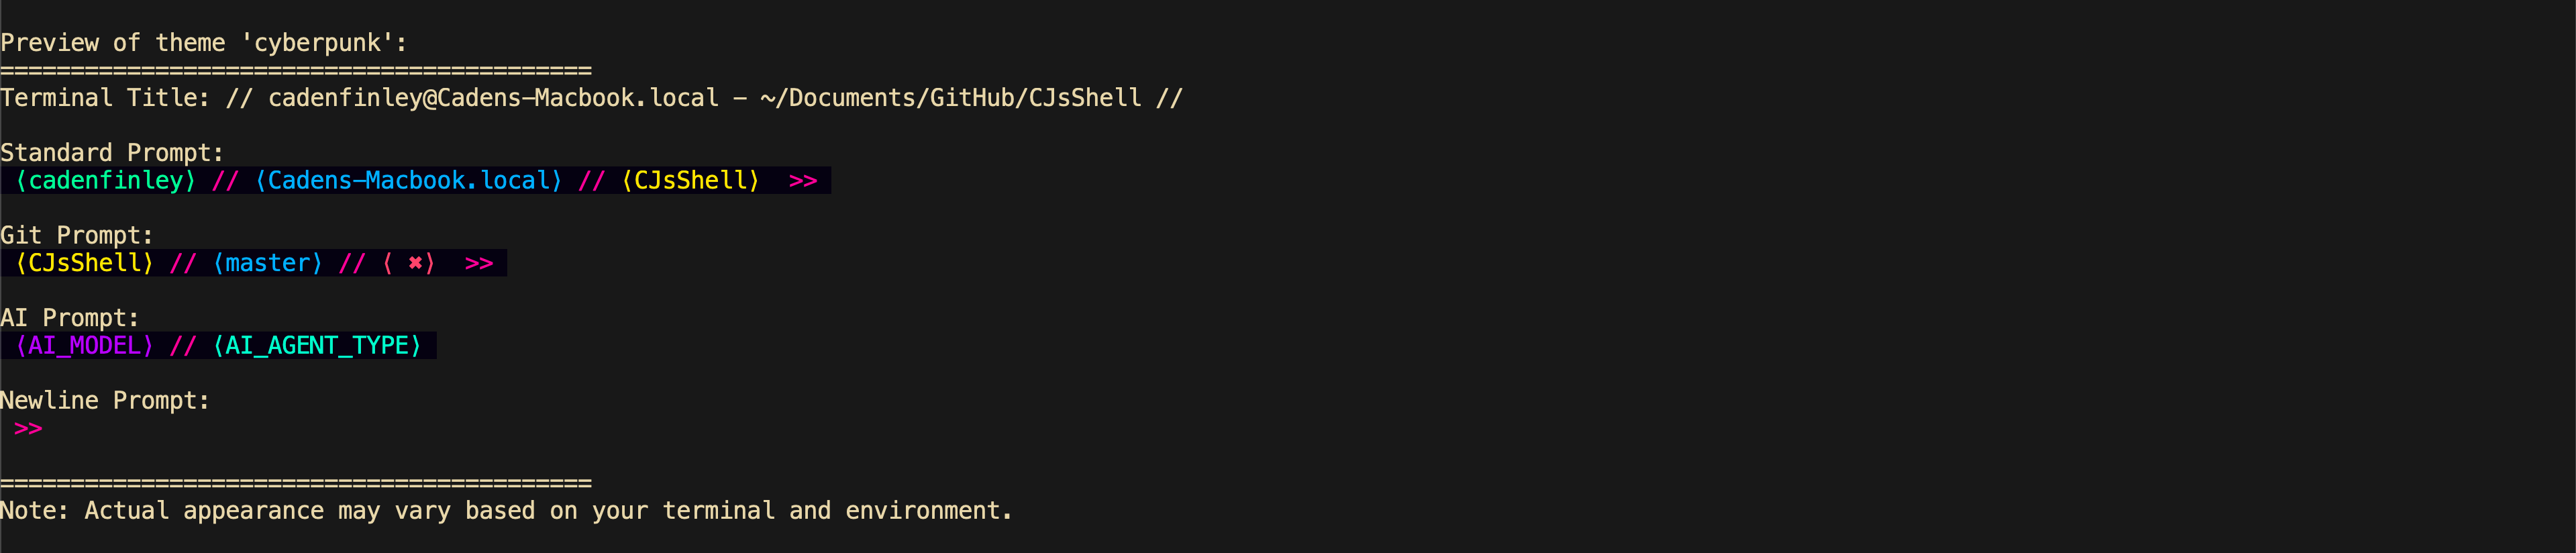 Preview of theme 'cyberpunk':
==========================================
Terminal Title: // cadenfinley@Cadens-Macbook.local - ~/Documents/GitHub/CJsShell //
Standard Prompt:
⟨cadenfinley⟩ // ⟨Cadens-Macbook.local⟩ // ⟨CJsShell⟩  >>
Git Prompt:
⟨CJsShell⟩ // ⟨master⟩ // ⟨ ✖⟩  >>
AI Prompt:
⟨AI_MODEL⟩ // ⟨AI_AGENT_TYPE⟩
Newline Prompt:
>>
==========================================
Note: Actual appearance may vary based on your terminal and environment.